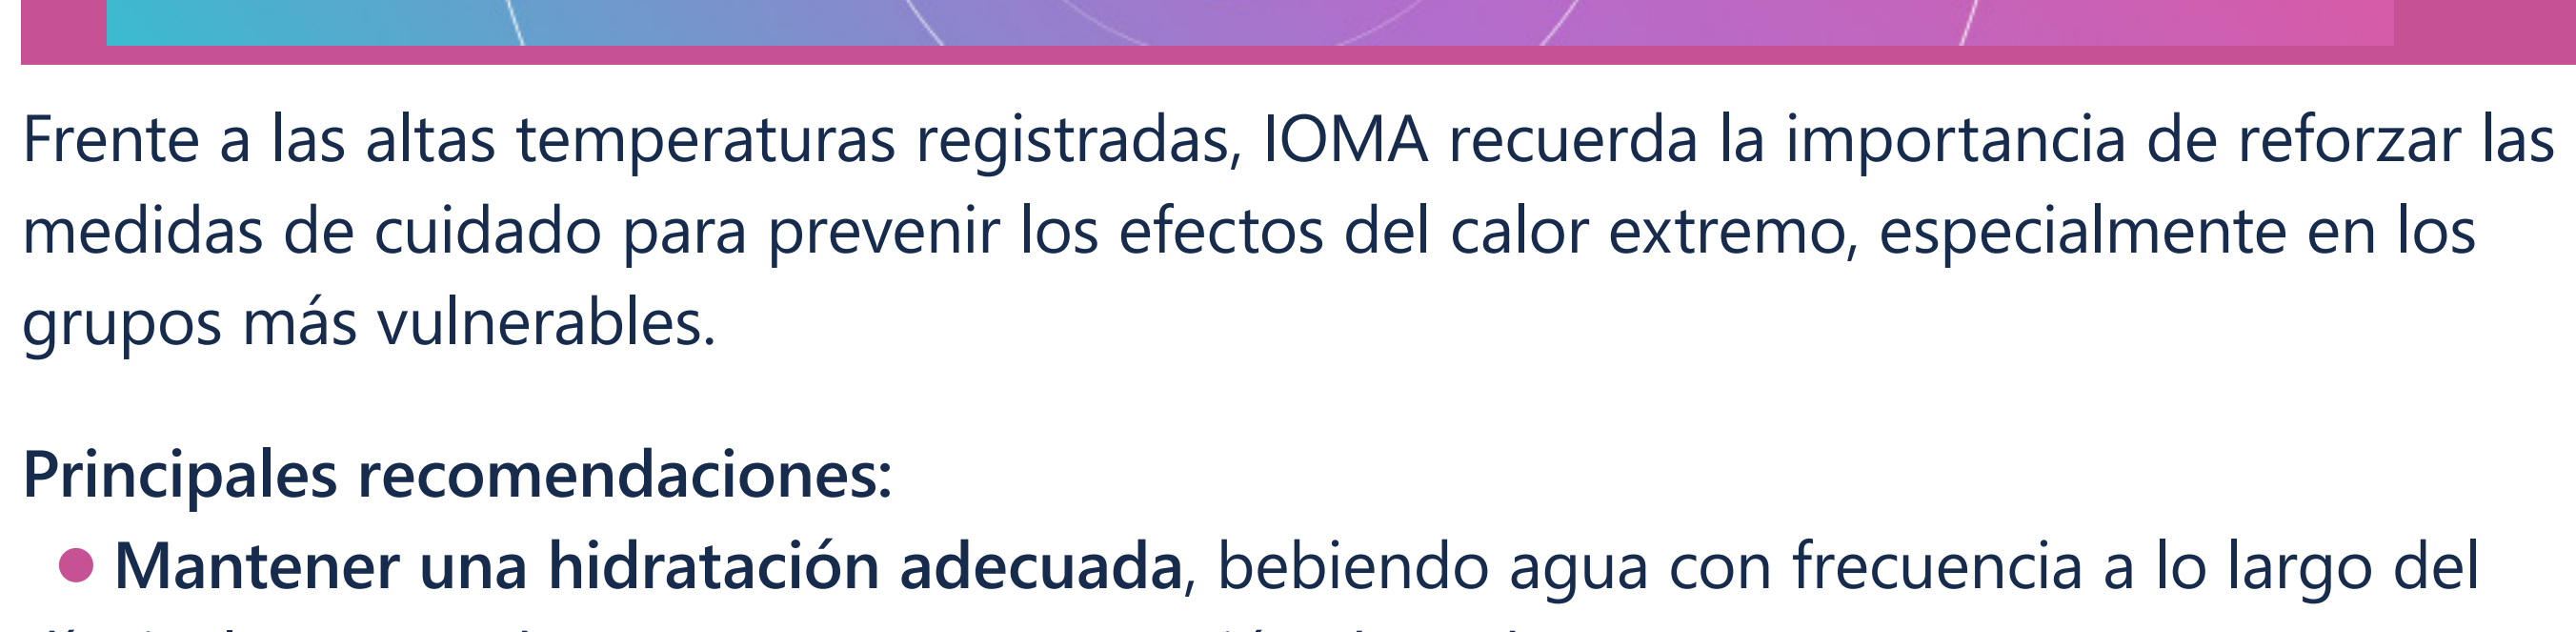 Frente a las altas temperaturas registradas, IOMA recuerda la importancia de reforzar las
medidas de cuidado para prevenir los efectos del calor extremo, especialmente en los
grupos más vulnerables.
Principales recomendaciones:
Mantener una hidratación adecuada, bebiendo agua con frecuencia a lo largo del